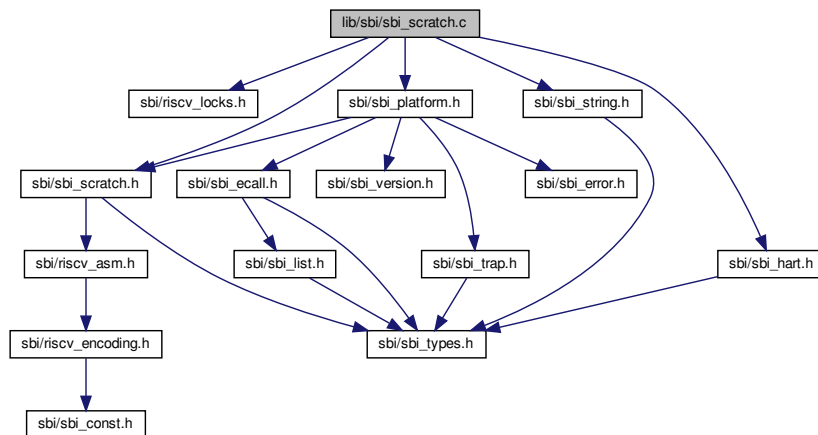 lib/sbi/sbi_scratch.c
sbi/riscv_locks.h
sbi/sbi_platform.h
sbi/sbi_string.h
sbi/sbi_scratch.h
sbi/sbi_ecall.h
sbi/sbi_version.h
sbi/sbi_error.h
sbi/riscv_asm.h
sbi/sbi_list.h
sbi/sbi_trap.h
sbi/sbi_hart.h
sbi/riscv_encoding.h
sbi/sbi_types.h
sbi/sbi_const.h